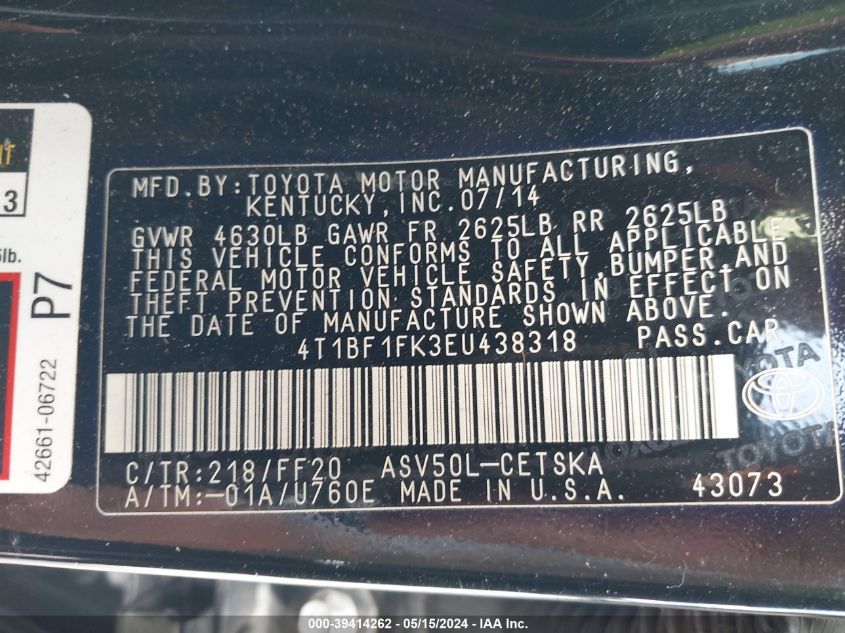 MFD.BY:TOYOTA MOTOR MANUFACTURING,
KENTUCKY,INC.07/14
GVWR 4630LB GAWR FR 2625LB RR 2625LB
THIS VEHICLE CONFORMS TO ALL APPLICABLE
FEDERAL MOTOR VEHICLE SAFETY,BUMPER,AND
THEFT PREVENTION STANDARDS IN EFFECT ON
THE DATE OF MANUFACTURE SHOWN ABOVE.
4T1BF1FK3EU438318 PASS.CAR
C/TR:218/FF20 ASV50L-CETSKA
A/TM:-01A/U760E MADE IN U.S.A. 43073
TOYOTA
TOYOTA
3
lb.
P7
42661-06722
000-39414262 - 05/15/2024 - IAA Inc.